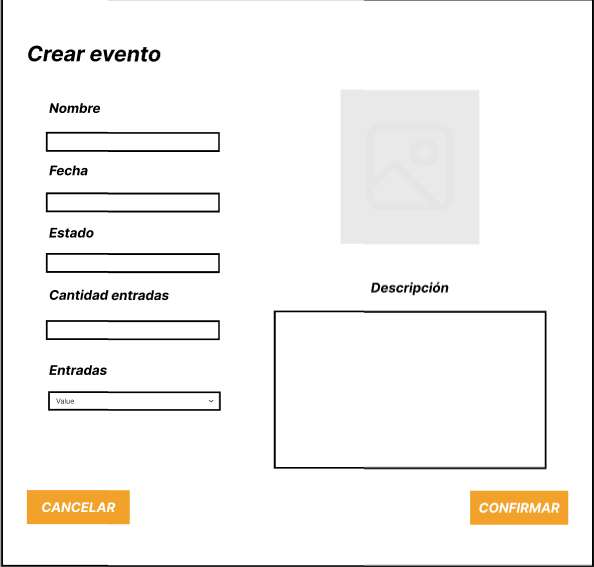 Crear evento
Nombre
Fecha
Estado
Cantidad entradas
Entradas
Value
Descripción
CANCELAR
CONFIRMAR